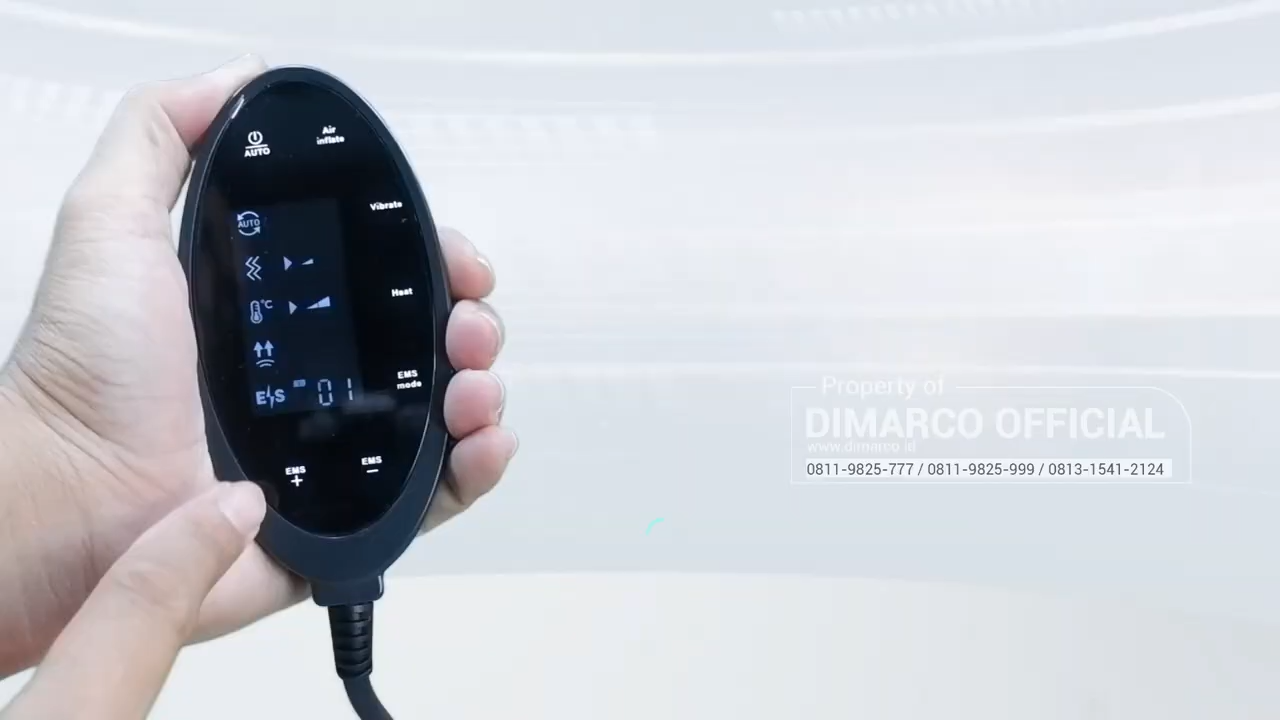 AUTO
Air
inflate
Vibrate
AUTO
Heat
°C
EMS
mode
01
EMS
+
EMS
−
Property of
DIMARCO OFFICIAL
www.dimarco.id
0811-9825-777 / 0811-9825-999 / 0813-1541-2124